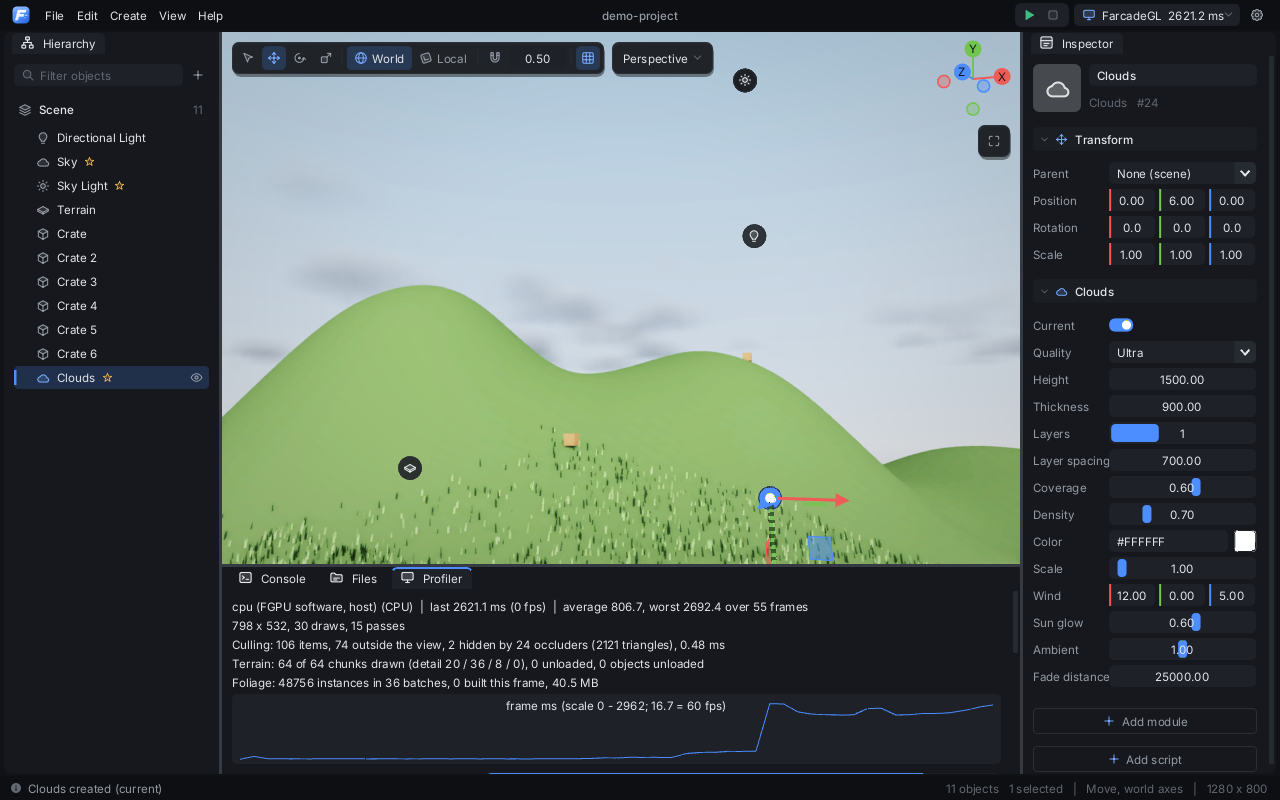 File Edit Create View Help
demo-project
FarcadeGL 2621.2 ms
Hierarchy
Filter objects
Scene 11
Directional Light
Sky
Sky Light
Terrain
Crate
Crate 2
Crate 3
Crate 4
Crate 5
Crate 6
Clouds
World
Local
0.50
Perspective
Y
Z
X
Console
Files
Profiler
cpu (FGPU software, host) (CPU) | last 2621.1 ms (0 fps) | average 806.7, worst 2692.4 over 55 frames
798 x 532, 30 draws, 15 passes
Culling: 106 items, 74 outside the view, 2 hidden by 24 occluders (2121 triangles), 0.48 ms
Terrain: 64 of 64 chunks drawn (detail 20 / 36 / 8 / 0), 0 unloaded, 0 objects unloaded
Foliage: 48756 instances in 36 batches, 0 built this frame, 40.5 MB
frame ms (scale 0 - 2962; 16.7 = 60 fps)
Inspector
Clouds
Clouds #24
Transform
Parent None (scene)
Position 0.00 6.00 0.00
Rotation 0.0 0.0 0.0
Scale 1.00 1.00 1.00
Clouds
Current
Quality Ultra
Height 1500.00
Thickness 900.00
Layers 1
Layer spacing 700.00
Coverage 0.60
Density 0.70
Color #FFFFFF
Scale 1.00
Wind 12.00 0.00 5.00
Sun glow 0.60
Ambient 1.00
Fade distance 25000.00
Add module
Add script
Clouds created (current)
11 objects 1 selected | Move, world axes | 1280 x 800